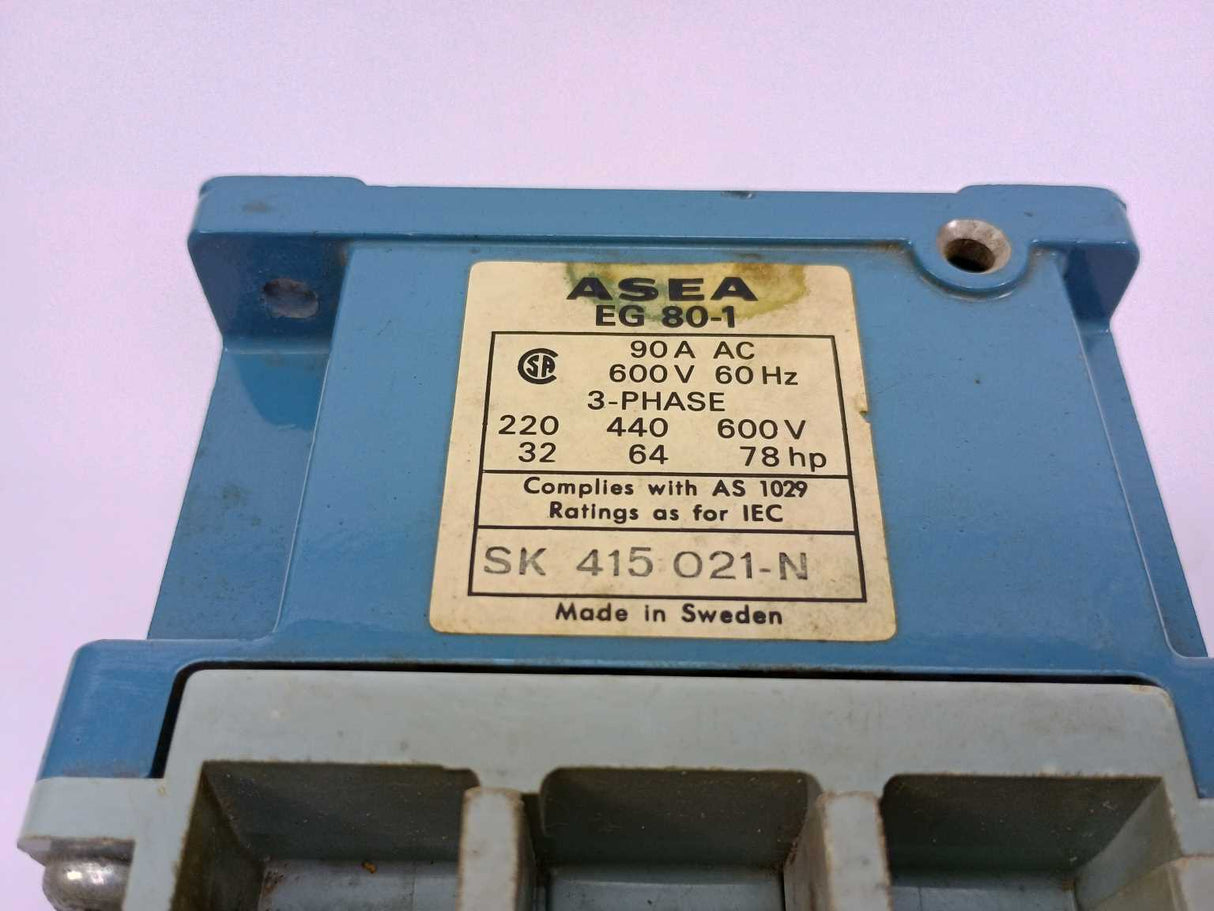 ASEA
EG 80-1
90 A AC
SA 600 V 60 Hz
3-PHASE
220 440 600 V
32 64 78 hp
Complies with AS 1029
Ratings as for IEC
SK 415 021-N
Made in Sweden